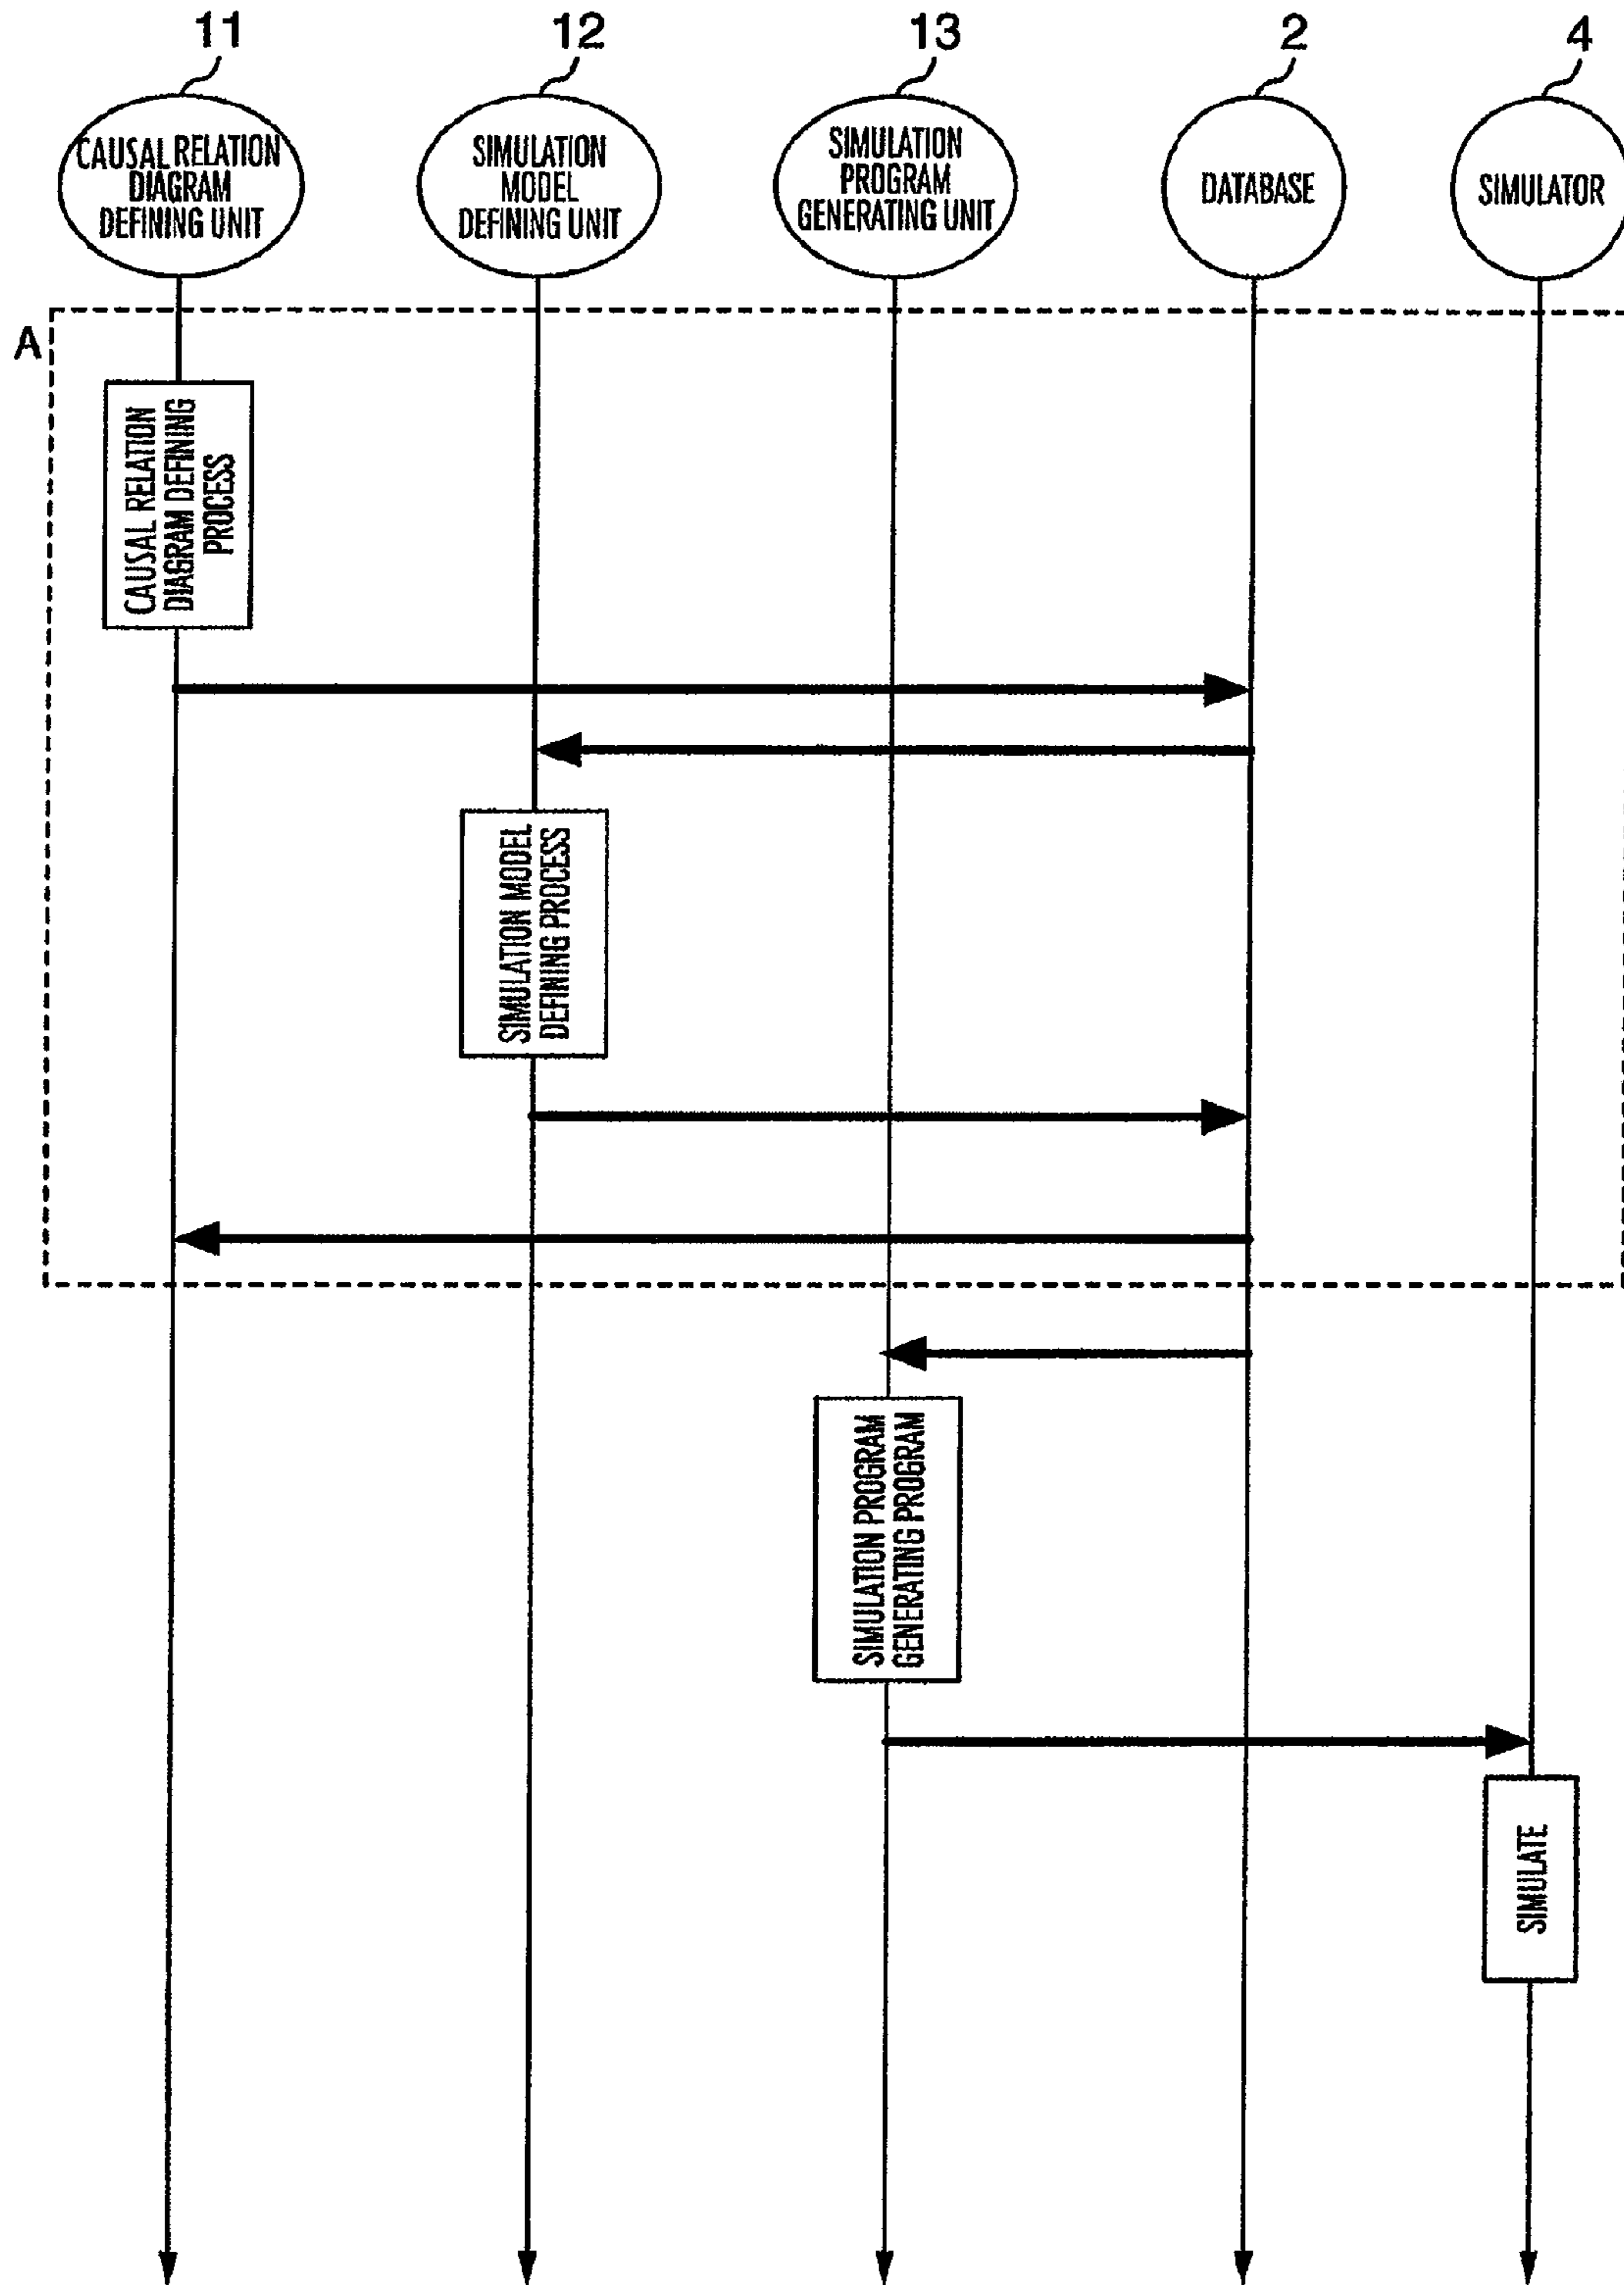 11
12
13
2
4
CAUSAL RELATION
DIAGRAM
DEFINING UNIT
SIMULATION
MODEL
DEFINING UNIT
SIMULATION
PROGRAM
GENERATING UNIT
DATABASE
SIMULATOR
A
CAUSAL RELATION
DIAGRAM DEFINING
PROCESS
SIMULATION MODEL
DEFINING PROCESS
SIMULATION PROGRAM
GENERATING PROGRAM
SIMULATE